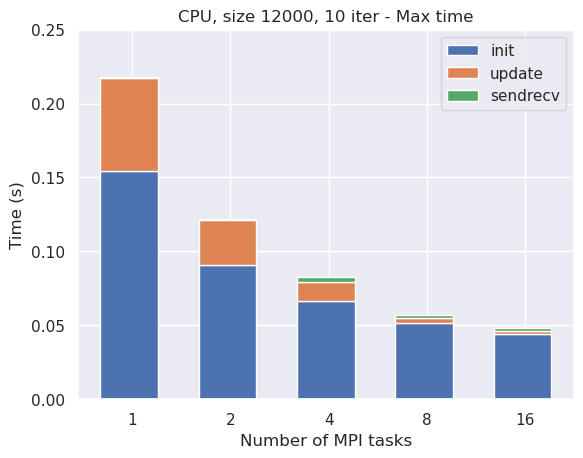 CPU, size 12000, 10 iter - Max time
init
update
sendrecv
Time (s)
0.25
0.20
0.15
0.10
0.05
0.00
1 2 4 8 16
Number of MPI tasks